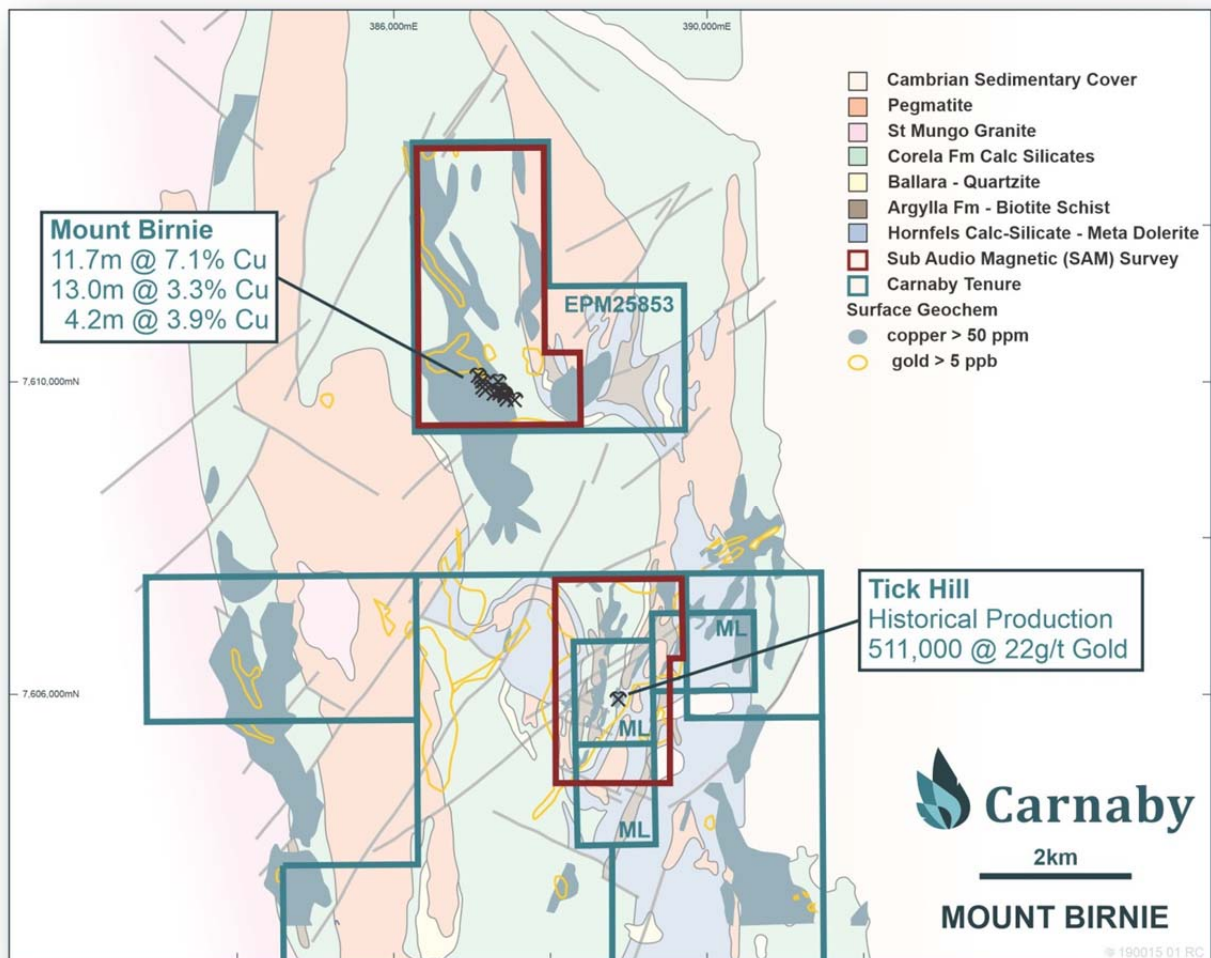 386,000mE
390,000mE
Cambrian Sedimentary Cover
Pegmatite
St Mungo Granite
Corela Fm Calc Silicates
Ballara - Quartzite
Argylla Fm - Biotite Schist
Hornfels Calc-Silicate - Meta Dolerite
Sub Audio Magnetic (SAM) Survey
Carnaby Tenure
Surface Geochem
copper > 50 ppm
gold > 5 ppb
Mount Birnie
11.7m @ 7.1% Cu
13.0m @ 3.3% Cu
4.2m @ 3.9% Cu
EPM25853
7,610,000mN
Tick Hill
Historical Production
511,000 @ 22g/t Gold
ML
7,606,000mN
ML
ML
Carnaby
2km
MOUNT BIRNIE
190015 01 RC